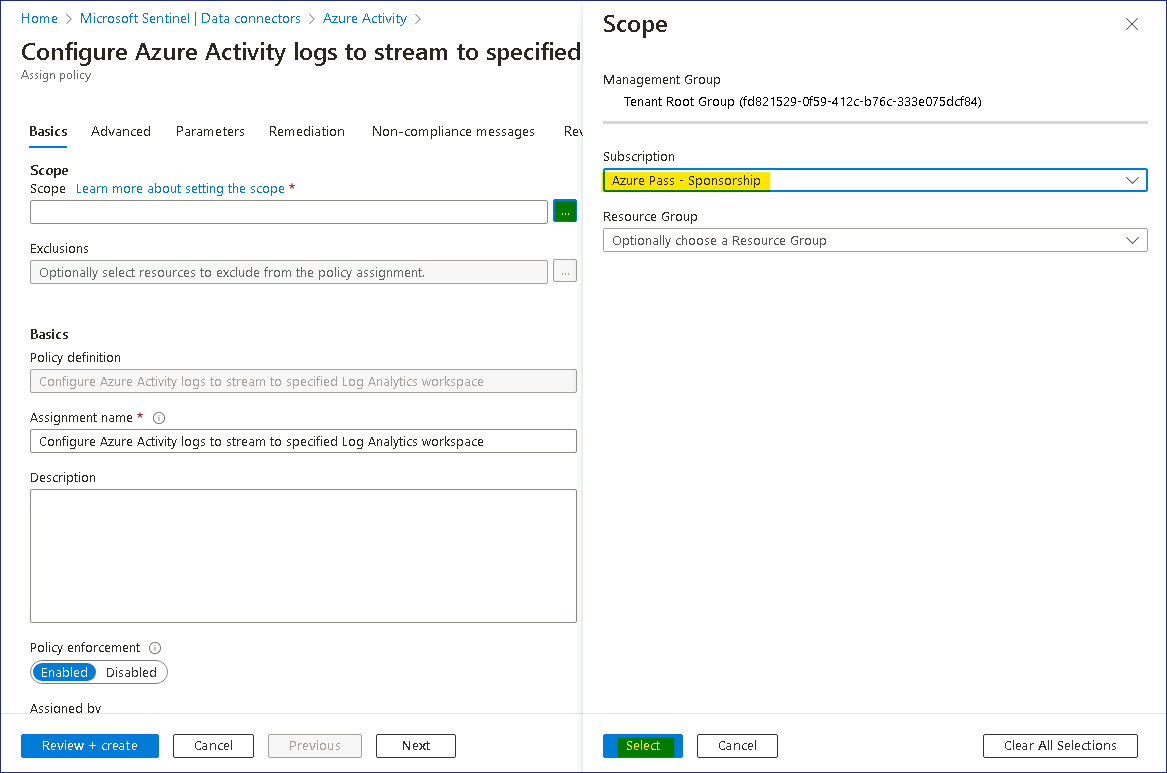 Home > Microsoft Sentinel | Data connectors > Azure Activity >
Configure Azure Activity logs to stream to specified
Assign policy
Basics Advanced Parameters Remediation Non-compliance messages Rev
Scope
Scope Learn more about setting the scope *
...
Exclusions
Optionally select resources to exclude from the policy assignment.
...
Basics
Policy definition
Configure Azure Activity logs to stream to specified Log Analytics workspace
Assignment name *
Configure Azure Activity logs to stream to specified Log Analytics workspace
Description
Policy enforcement
Enabled Disabled
Assigned by
Review + create Cancel Previous Next
Scope
Management Group
Tenant Root Group (fd821529-0f59-412c-b76c-333e075dcf84)
Subscription
Azure Pass - Sponsorship
Resource Group
Optionally choose a Resource Group
Select Cancel Clear All Selections